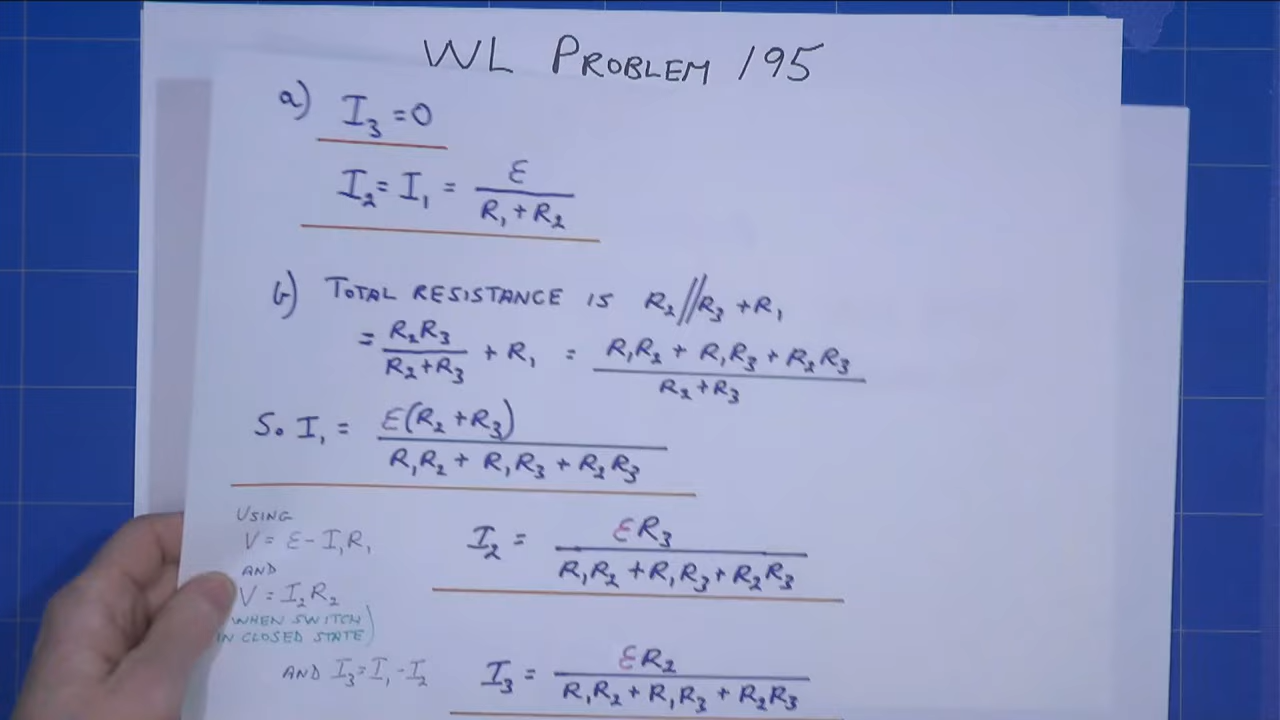 WL PROBLEM 195
a) I₃ = 0
I₂ = I₁ = ε / (R₁ + R₂)
b) TOTAL RESISTANCE IS R₂//R₃ + R₁
= R₂R₃ / (R₂ + R₃) + R₁ = (R₁R₂ + R₁R₃ + R₂R₃) / (R₂ + R₃)
So I₁ = ε(R₂ + R₃) / (R₁R₂ + R₁R₃ + R₂R₃)
USING
V = ε - I₁R₁
AND
V = I₂R₂
WHEN SWITCH
IN CLOSED STATE)
AND I₃ = I₁ - I₂
I₂ = εR₃ / (R₁R₂ + R₁R₃ + R₂R₃)
I₃ = εR₂ / (R₁R₂ + R₁R₃ + R₂R₃)